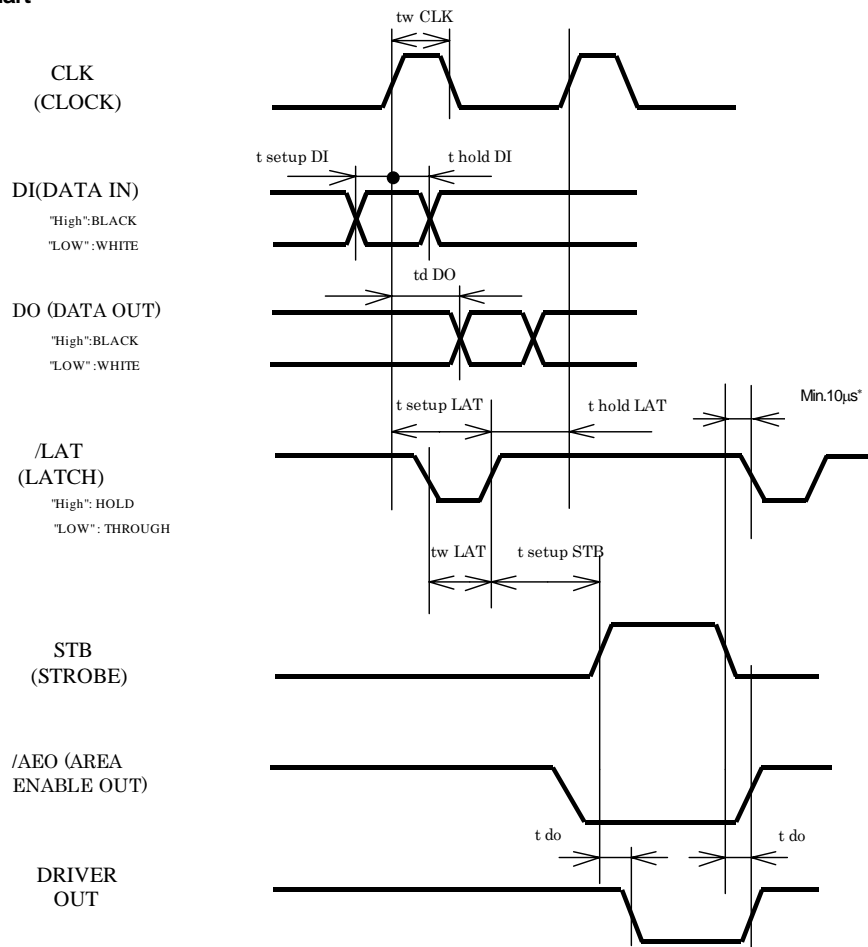 tw CLK
CLK
(CLOCK)
t setup DI
t hold DI
DI(DATA IN)
"High":BLACK
"LOW" :WHITE
td DO
DO (DATA OUT)
"High":BLACK
"LOW" :WHITE
t setup LAT
t hold LAT
Min.10μs*
/LAT
(LATCH)
"High": HOLD
"LOW" : THROUGH
tw LAT
t setup STB
STB
(STROBE)
/AEO (AREA
ENABLE OUT)
t do
t do
DRIVER
OUT